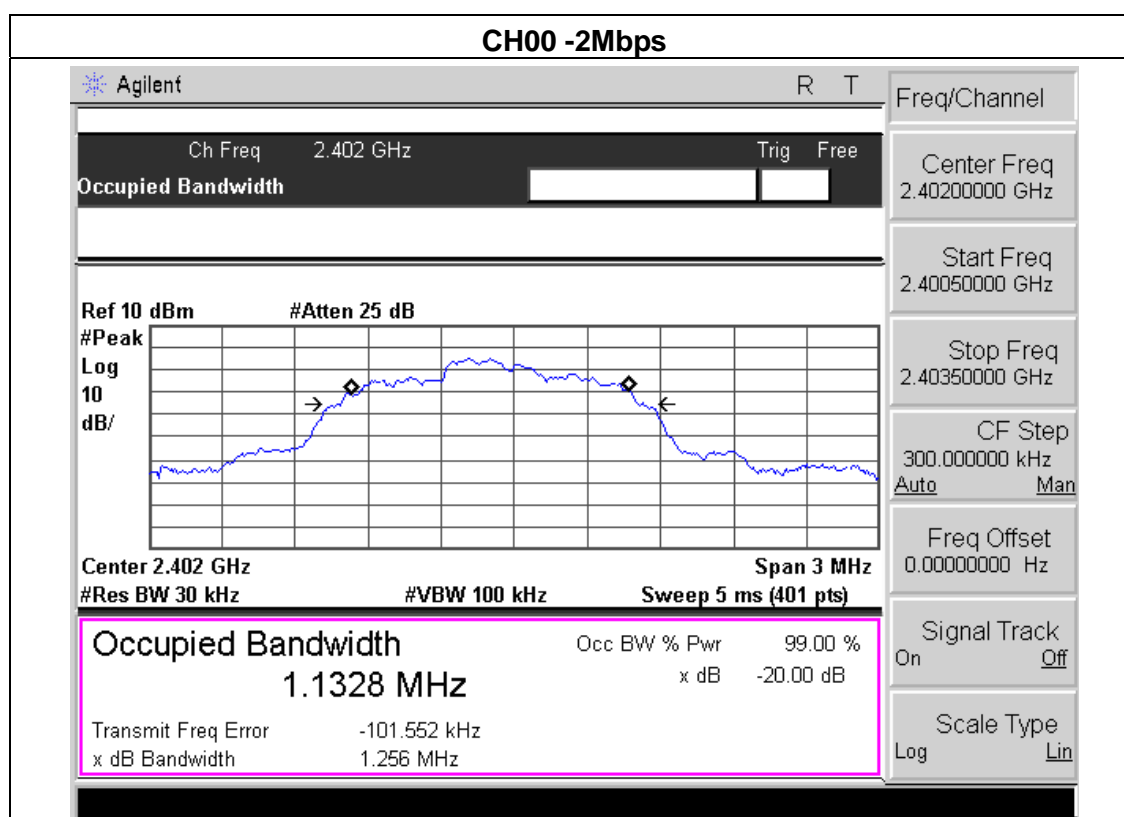 CH00 -2Mbps
Agilent R T
Ch Freq 2.402 GHz Trig Free
Occupied Bandwidth
Ref 10 dBm #Atten 25 dB
#Peak
Log
10
dB/
Center 2.402 GHz Span 3 MHz
#Res BW 30 kHz #VBW 100 kHz Sweep 5 ms (401 pts)
Occupied Bandwidth Occ BW % Pwr 99.00 %
1.1328 MHz x dB -20.00 dB
Transmit Freq Error -101.552 kHz
x dB Bandwidth 1.256 MHz
Freq/Channel
Center Freq
2.40200000 GHz
Start Freq
2.40050000 GHz
Stop Freq
2.40350000 GHz
CF Step
300.000000 kHz
Auto Man
Freq Offset
0.00000000 Hz
Signal Track
On Off
Scale Type
Log Lin